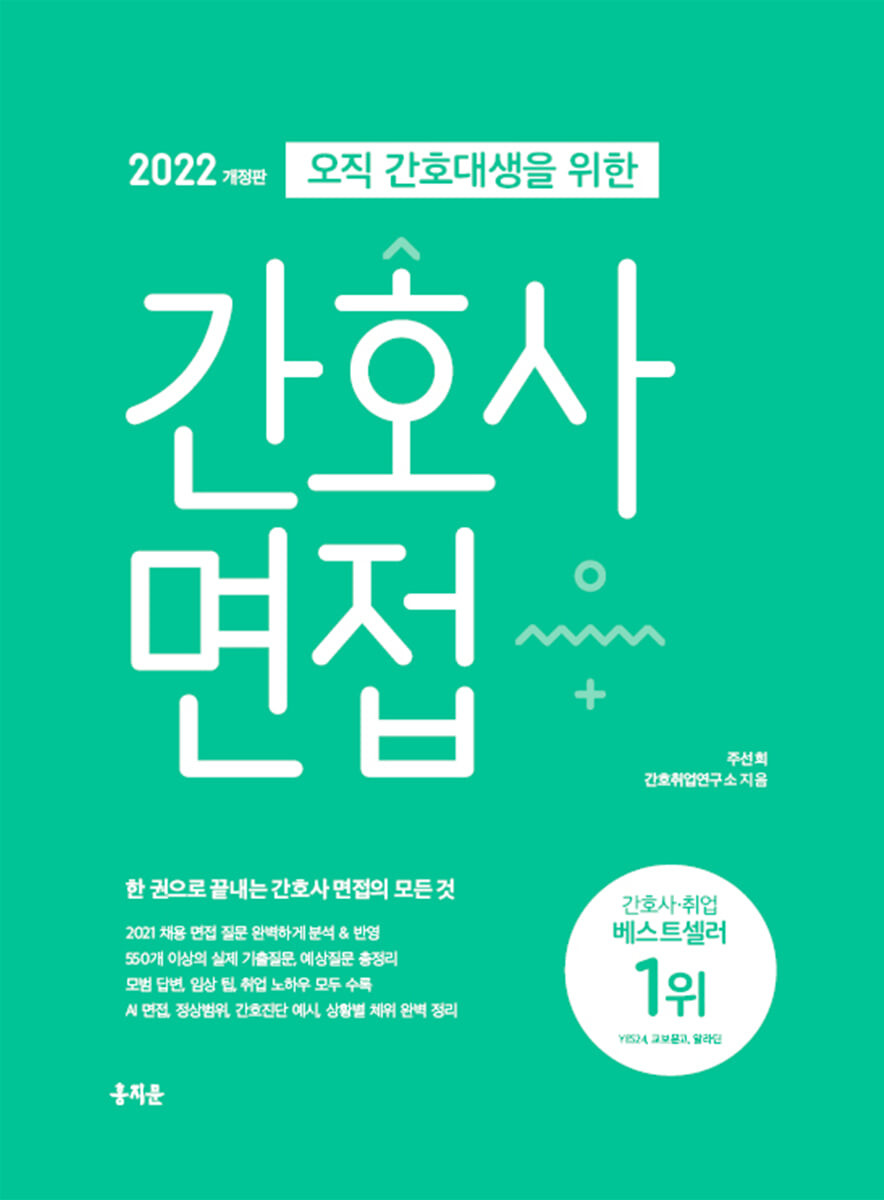 2022 개정판 오직 간호대생을 위한
간호사
면접
주선희
간호취업연구소 지음
한 권으로 끝내는 간호사 면접의 모든 것
2021 채용 면접 질문 완벽하게 분석 & 반영
550개 이상의 실제 기출질문, 예상질문 총정리
모범 답변, 임상 팁, 취업 노하우 모두 수록
AI 면접, 정상범위, 간호진단 예시, 상황별 체위 완벽 정리
간호사·취업
베스트셀러
1위
YES24, 교보문고, 알라딘
홍지문